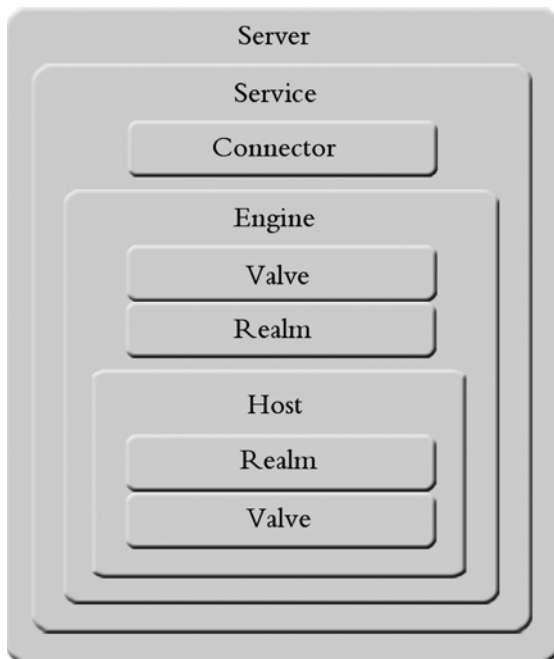 Server
Service
Connector
Engine
Valve
Realm
Host
Realm
Valve